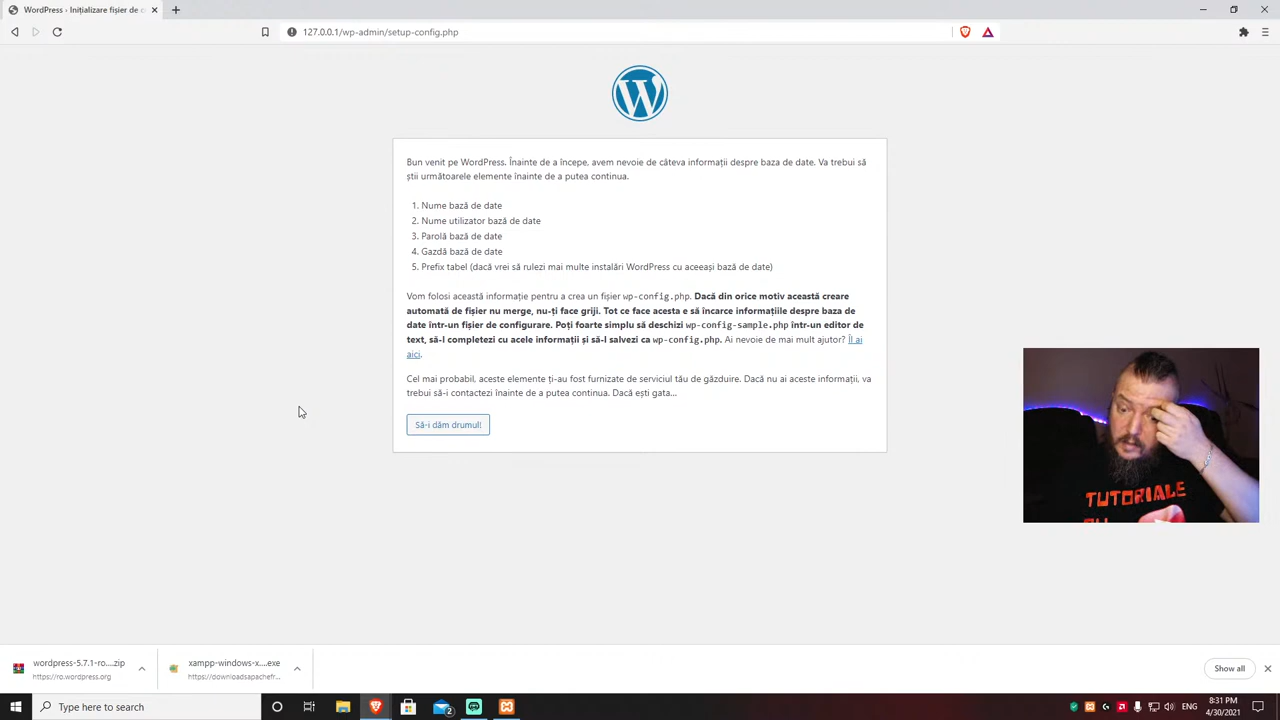 WordPress › Inițializare fișier de c
127.0.0.1/wp-admin/setup-config.php
Bun venit pe WordPress. Înainte de a începe, avem nevoie de câteva informații despre baza de date. Va trebui să
știi următoarele elemente înainte de a putea continua.
1. Nume bază de date
2. Nume utilizator bază de date
3. Parolă bază de date
4. Gazdă bază de date
5. Prefix tabel (dacă vrei să rulezi mai multe instalări WordPress cu aceeași bază de date)
Vom folosi această informație pentru a crea un fișier wp-config.php. Dacă din orice motiv această creare
automată de fișier nu merge, nu-ți face griji. Tot ce face acesta e să încarce informațiile despre baza de
date într-un fișier de configurare. Poți foarte simplu să deschizi wp-config-sample.php într-un editor de
text, să-l completezi cu acele informații și să-l salvezi ca wp-config.php. Ai nevoie de mai mult ajutor? Îl ai
aici.
Cel mai probabil, aceste elemente ți-au fost furnizate de serviciul tău de găzduire. Dacă nu ai aceste informații, va
trebui să-i contactezi înainte de a putea continua. Dacă ești gata...
Să-i dăm drumul!
TUTORIALE
wordpress-5.7.1-ro....zip
https://ro.wordpress.org
xampp-windows-x....exe
https://downloadsapachefr...
Show all
Type here to search
2
ENG
8:31 PM
4/30/2021